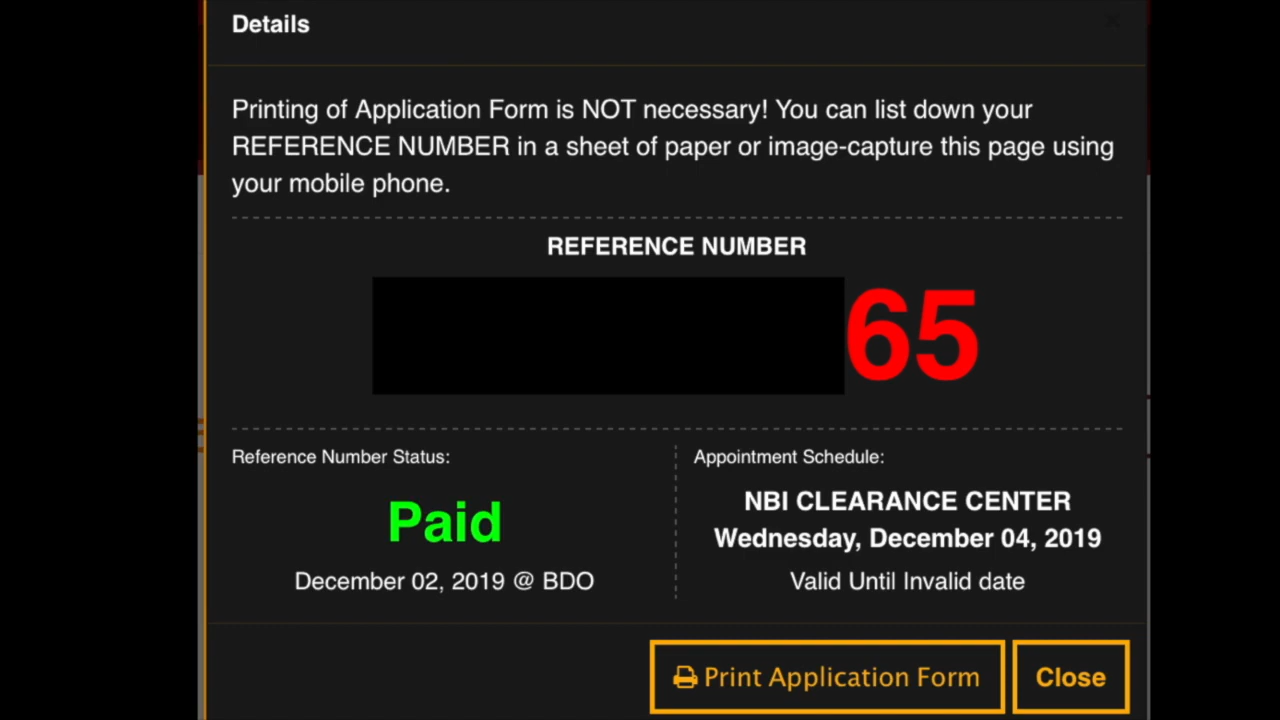 Details
Printing of Application Form is NOT necessary! You can list down your
REFERENCE NUMBER in a sheet of paper or image-capture this page using
your mobile phone.
REFERENCE NUMBER
65
Reference Number Status:
Paid
December 02, 2019 @ BDO
Appointment Schedule:
NBI CLEARANCE CENTER
Wednesday, December 04, 2019
Valid Until Invalid date
Print Application Form
Close